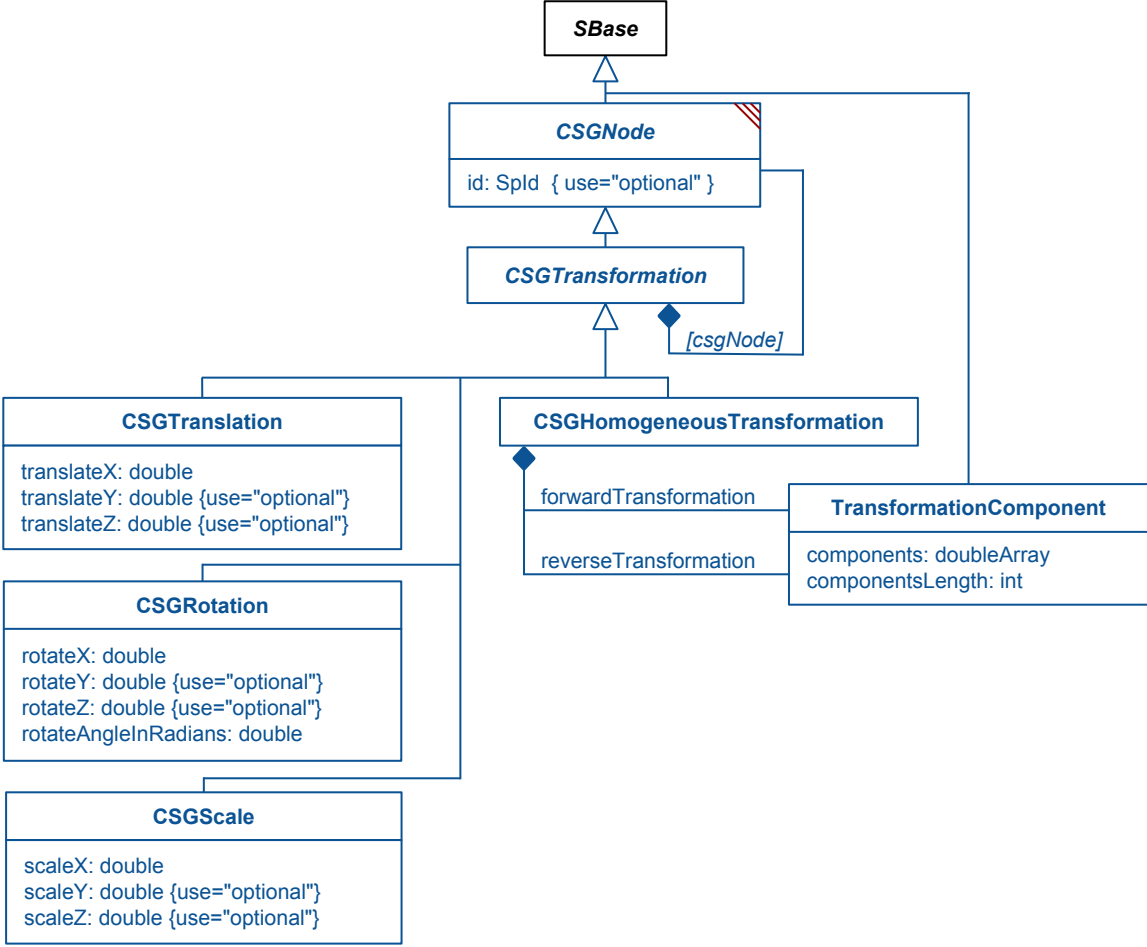 SBase
CSGNode
id: SpId  { use="optional" }
CSGTransformation
[csgNode]
CSGTranslation
translateX: double
translateY: double {use="optional"}
translateZ: double {use="optional"}
CSGHomogeneousTransformation
forwardTransformation
reverseTransformation
TransformationComponent
components: doubleArray
componentsLength: int
CSGRotation
rotateX: double
rotateY: double {use="optional"}
rotateZ: double {use="optional"}
rotateAngleInRadians: double
CSGScale
scaleX: double
scaleY: double {use="optional"}
scaleZ: double {use="optional"}